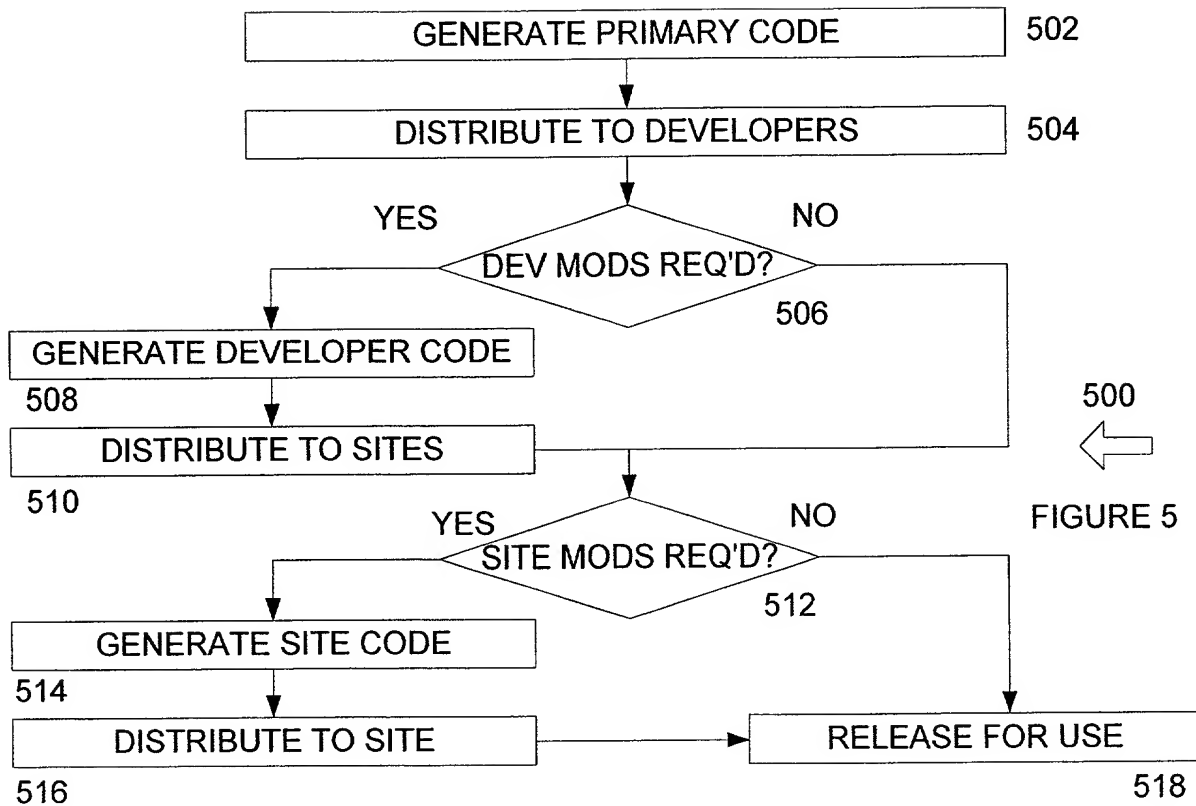 GENERATE PRIMARY CODE
502
DISTRIBUTE TO DEVELOPERS
504
YES
NO
DEV MODS REQ'D?
506
GENERATE DEVELOPER CODE
508
500
DISTRIBUTE TO SITES
510
FIGURE 5
YES
NO
SITE MODS REQ'D?
512
GENERATE SITE CODE
514
DISTRIBUTE TO SITE
516
RELEASE FOR USE
518